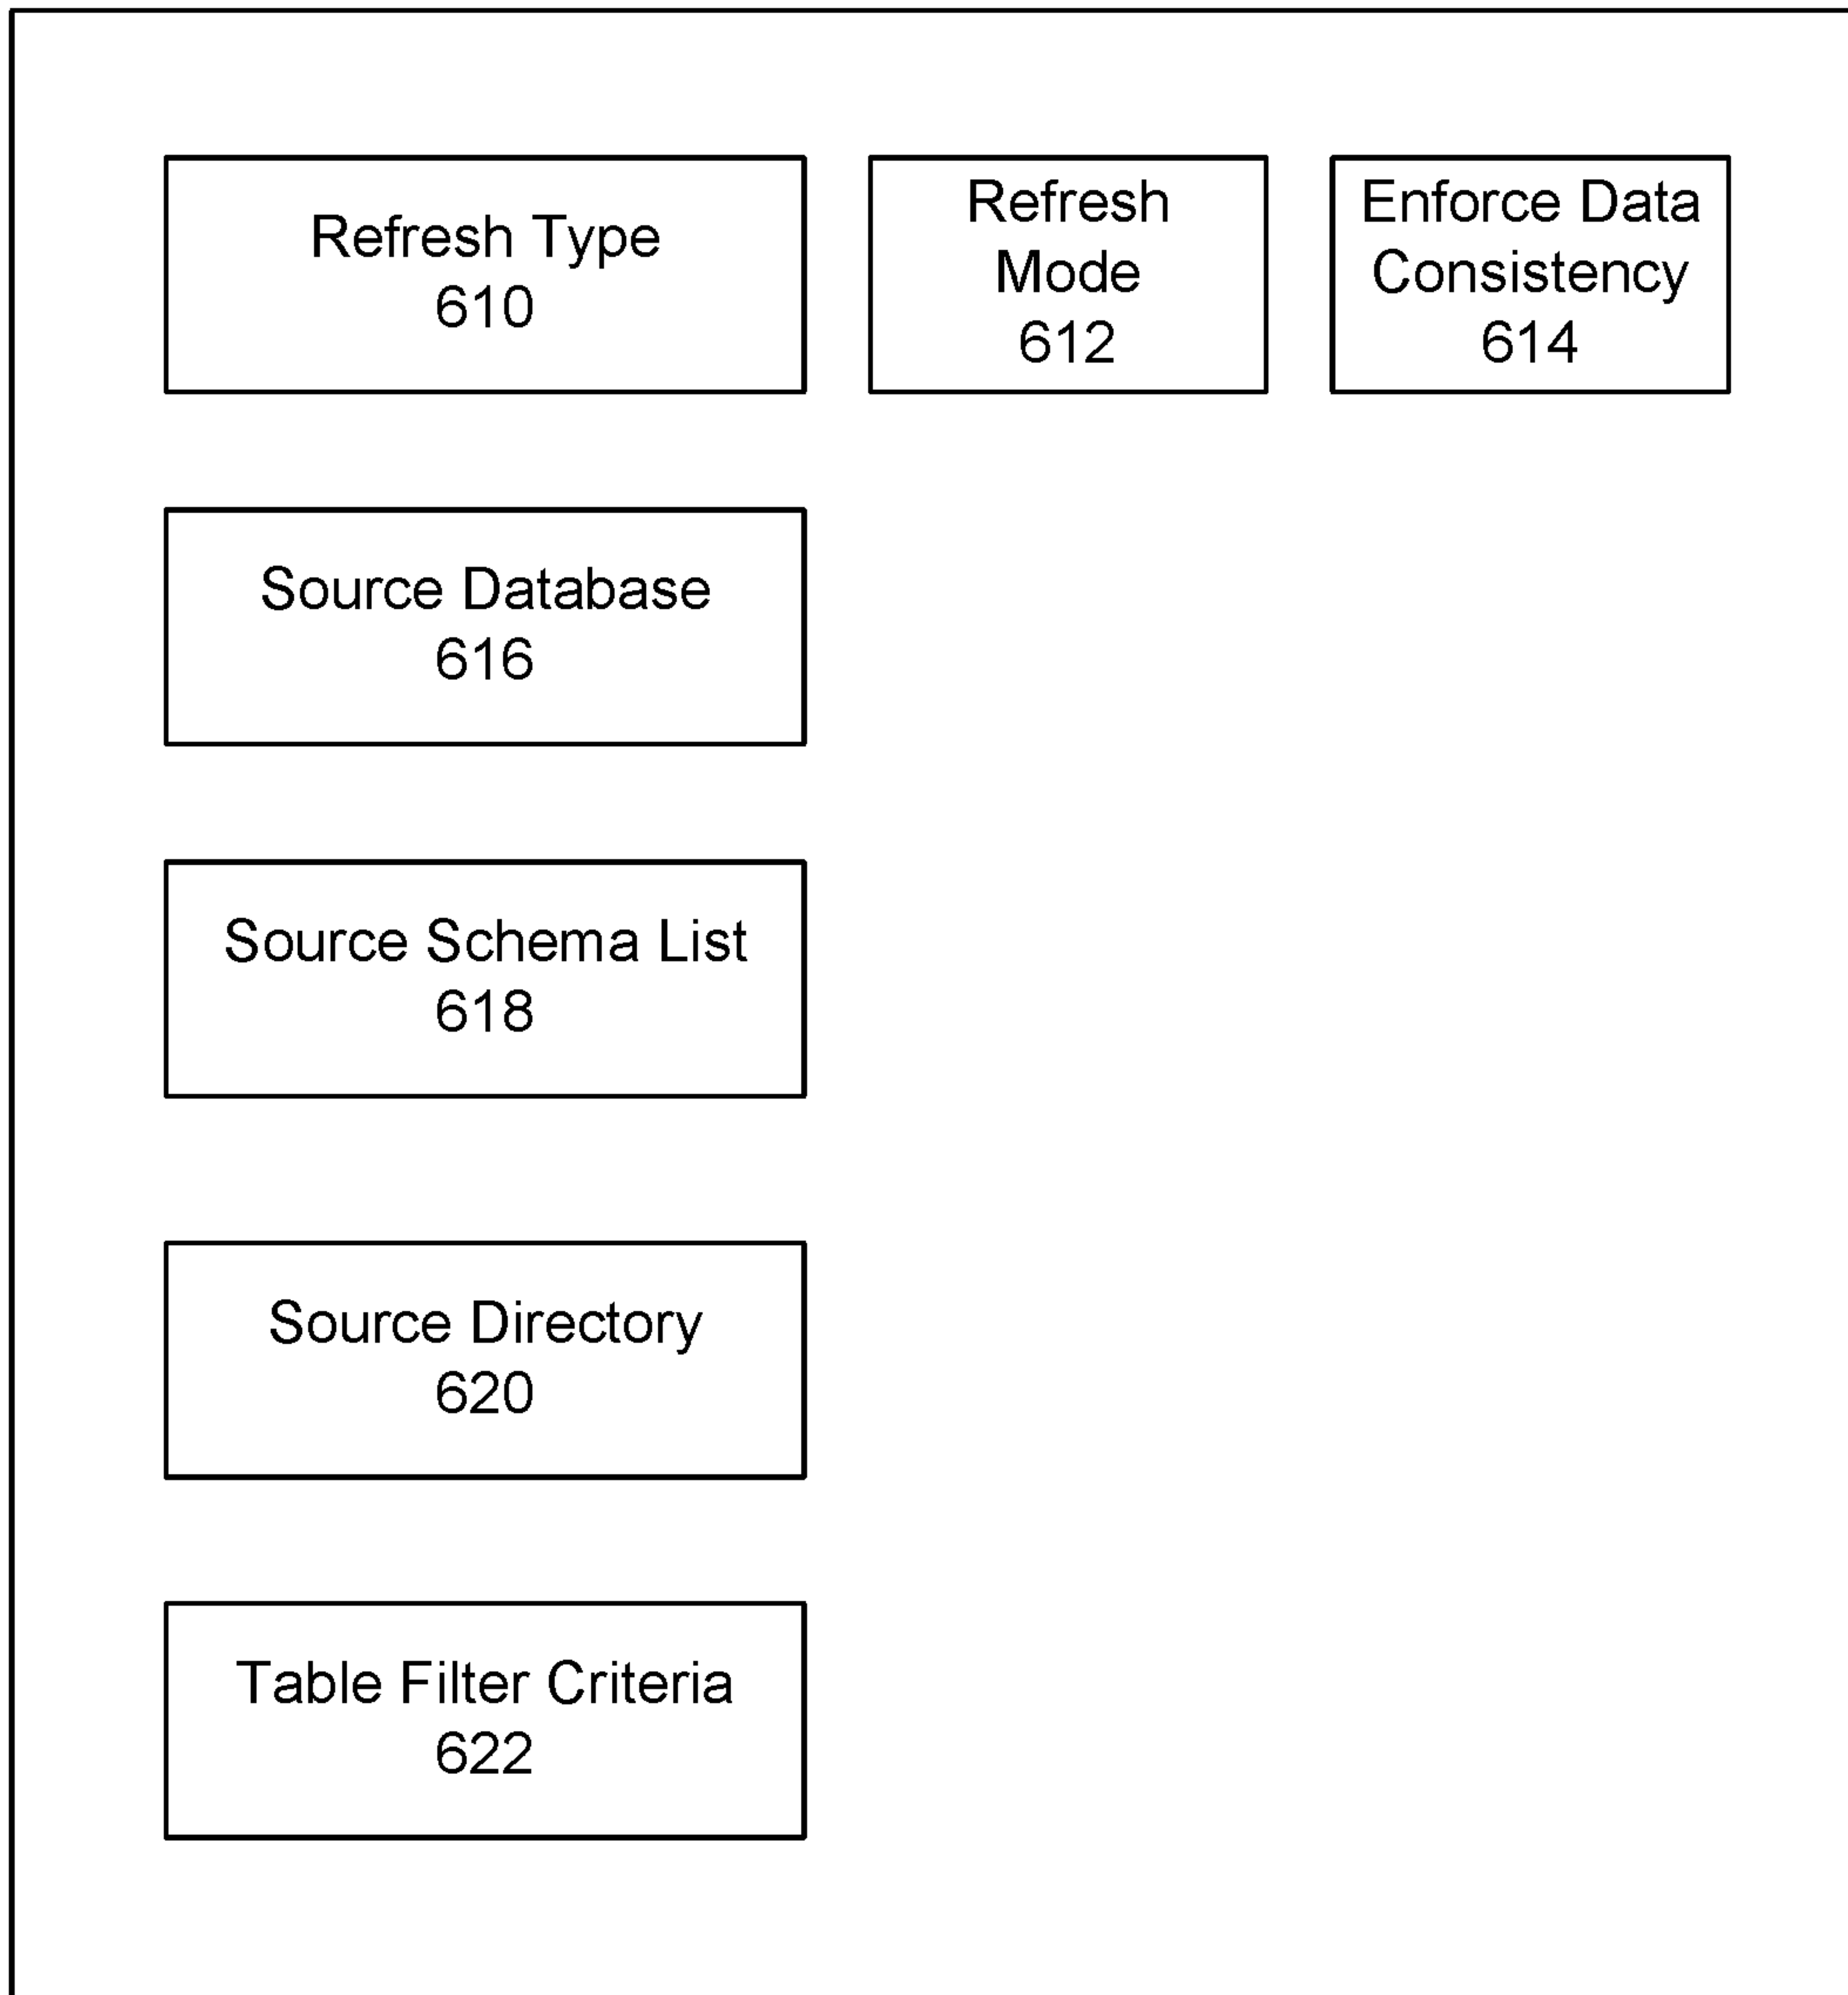 Refresh Type
610
Refresh
Mode
612
Enforce Data
Consistency
614
Source Database
616
Source Schema List
618
Source Directory
620
Table Filter Criteria
622